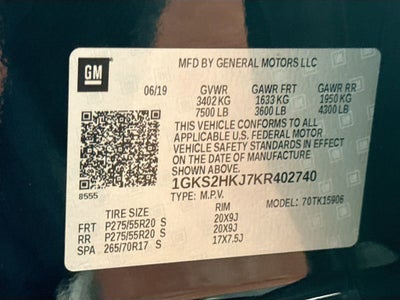 GM
MFD BY GENERAL MOTORS LLC
06/19 GVWR GAWR FRT GAWR RR
3402 KG 1633 KG 1950 KG
7500 LB 3600 LB 4300 LB
THIS VEHICLE CONFORMS TO ALL
APPLICABLE U.S. FEDERAL MOTOR
VEHICLE SAFETY STANDARDS IN EFFECT
ON THE DATE OF MANUFACTURE
SHOWN ABOVE.
1GKS2HKJ7KR402740
8555 TYPE: M.P.V. MODEL: 70TK15906
TIRE SIZE RIM
FRT P275/55R20 S 20X9J
RR P275/55R20 S 20X9J
SPA 265/70R17 S 17X7.5J